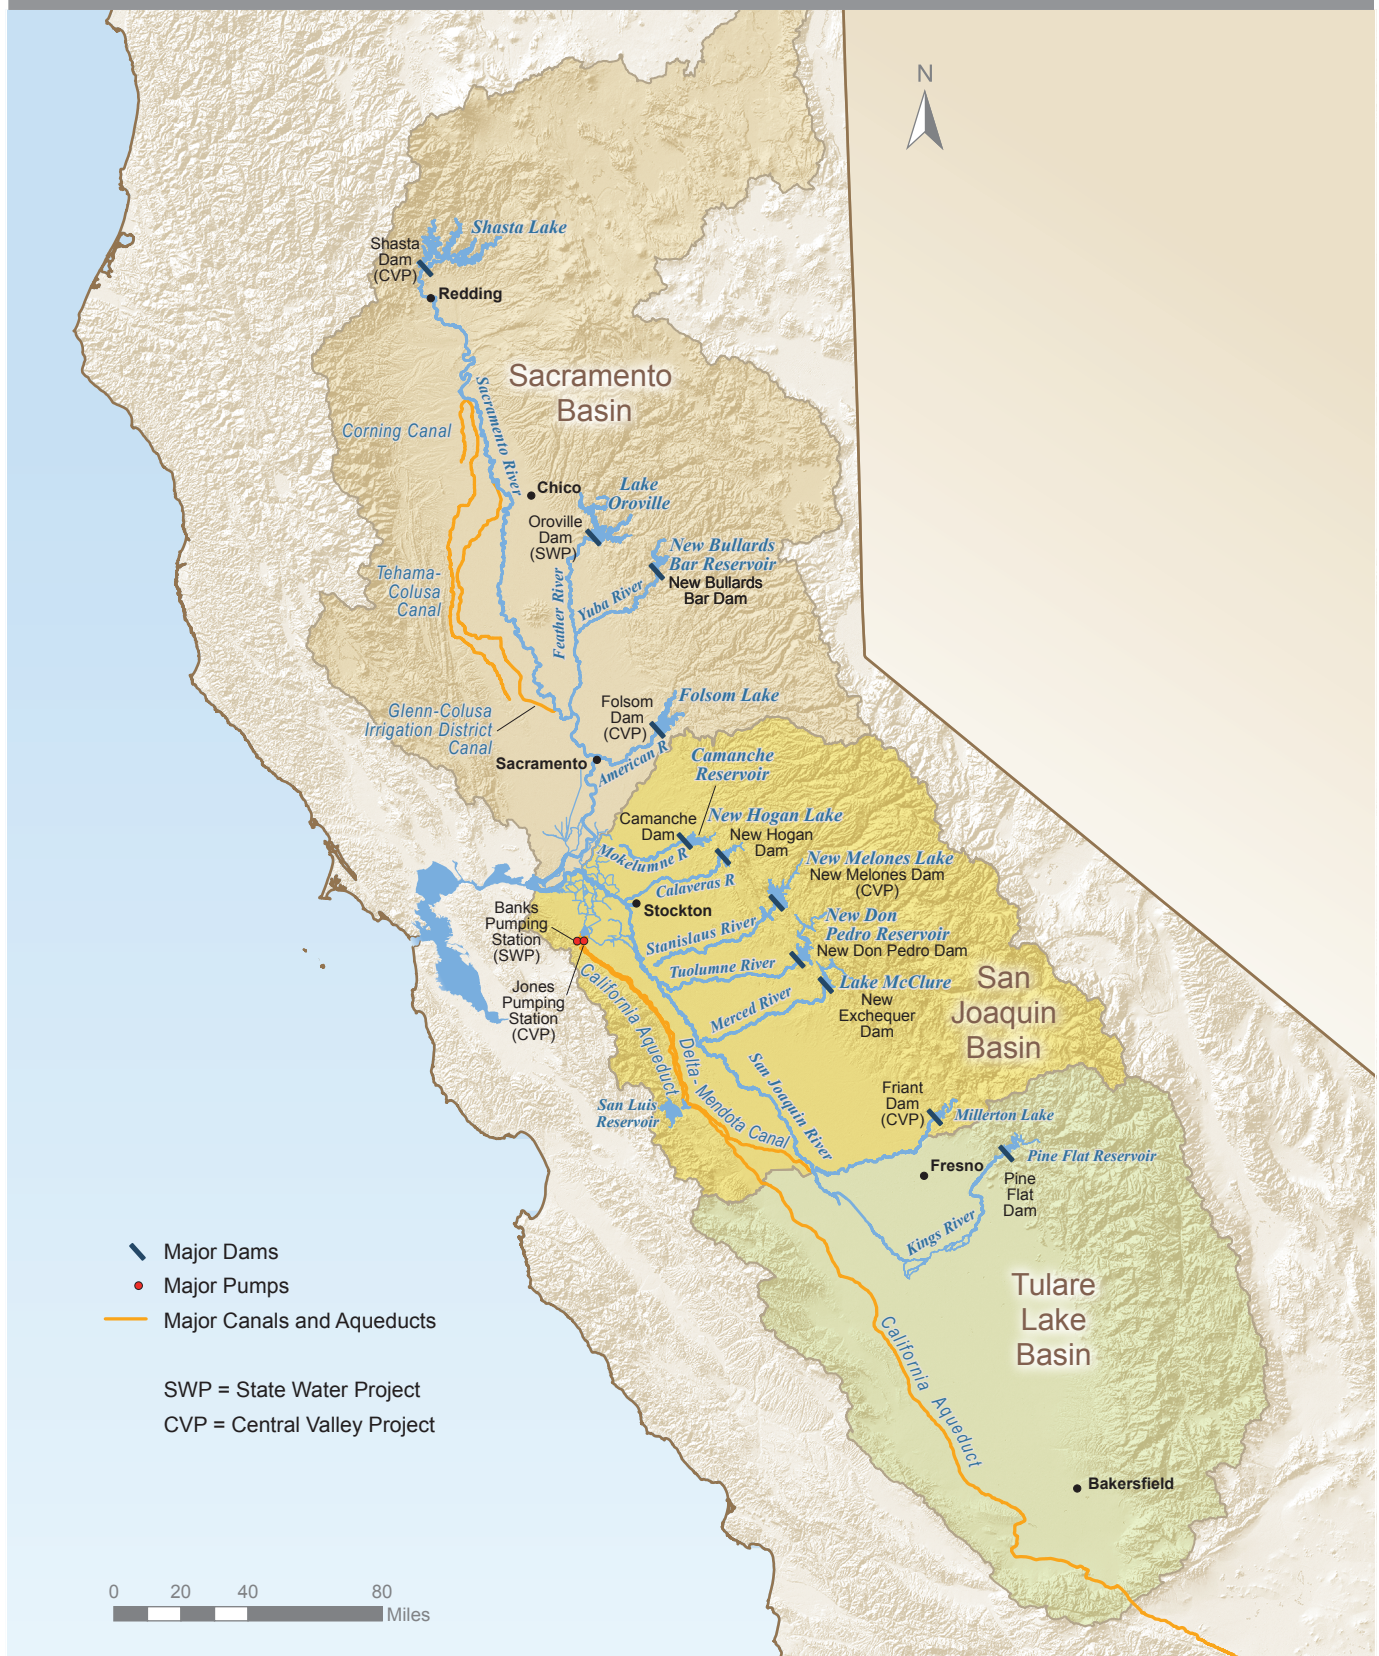 N
Shasta Lake
Shasta
Dam
(CVP)
Redding
Sacramento
Basin
Sacramento River
Corning Canal
Chico
Lake
Oroville
Oroville
Dam
(SWP)
New Bullards
Bar Reservoir
New Bullards
Bar Dam
Tehama-
Colusa
Canal
Feather River
Yuba River
Folsom Lake
Folsom
Dam
(CVP)
Glenn-Colusa
Irrigation District
Canal
Sacramento
American R
Camanche
Reservoir
Camanche
Dam
New Hogan Lake
New Hogan
Dam
Mokelumne R
New Melones Lake
New Melones Dam
(CVP)
Calaveras R
Stockton
Banks
Pumping
Station
(SWP)
New Don
Pedro Reservoir
New Don Pedro Dam
Stanislaus River
Tuolumne River
Jones
Pumping
Station
(CVP)
California Aqueduct
Lake McClure
New
Exchequer
Dam
Merced River
San
Joaquin
Basin
Delta - Mendota Canal
San Joaquin River
San Luis
Reservoir
Friant
Dam
(CVP)
Millerton Lake
Fresno
Pine Flat Reservoir
Pine
Flat
Dam
Kings River
Tulare
Lake
Basin
California Aqueduct
Bakersfield
Major Dams
Major Pumps
Major Canals and Aqueducts
SWP = State Water Project
CVP = Central Valley Project
0 20 40 80
Miles